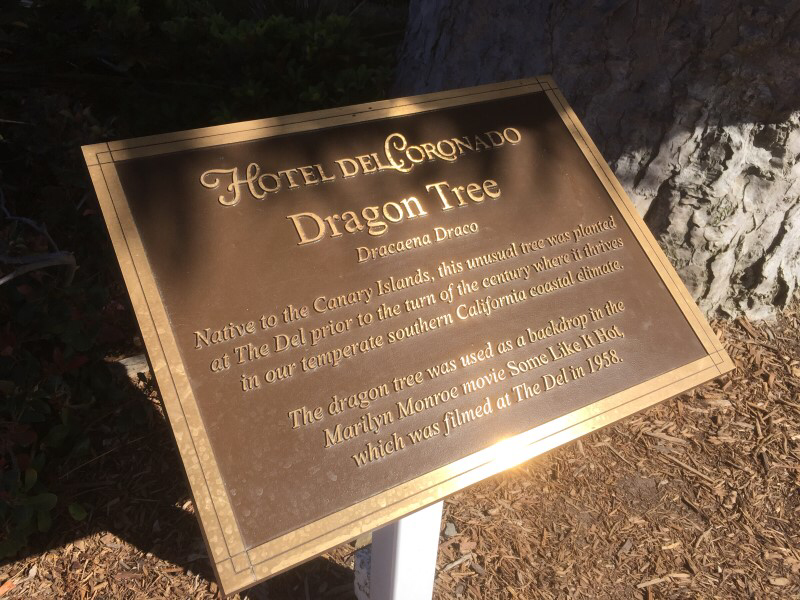 HOTEL DEL CORONADO
Dragon Tree
Dracaena Draco
Native to the Canary Islands, this unusual tree was planted
at The Del prior to the turn of the century where it thrives
in our temperate southern California coastal climate.
The dragon tree was used as a backdrop in the
Marilyn Monroe movie Some Like It Hot,
which was filmed at The Del in 1958.